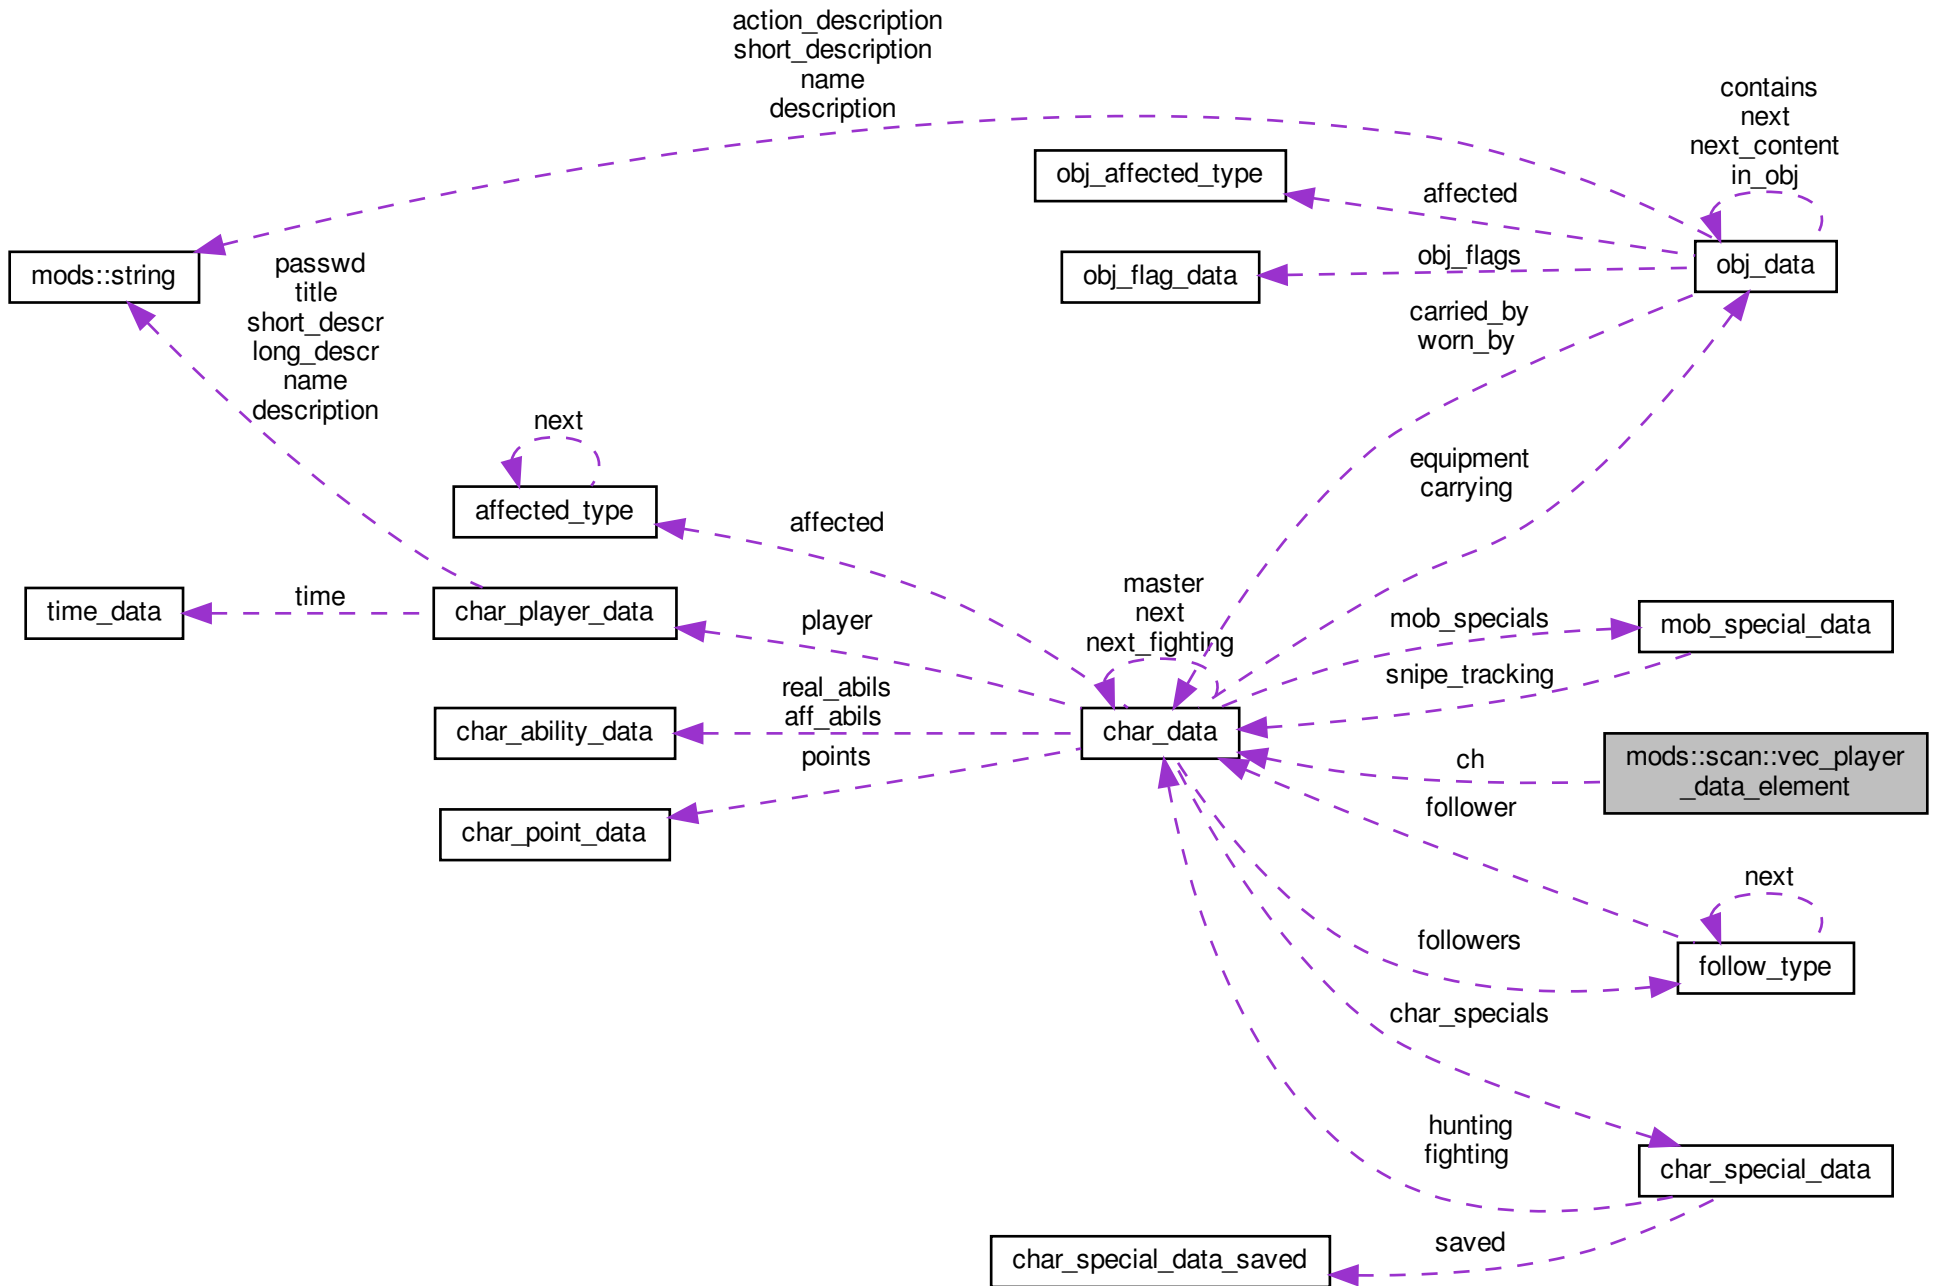 action_description
short_description
name
description
contains
next
next_content
in_obj
obj_affected_type
affected
mods::string
passwd
title
short_descr
long_descr
name
description
obj_flag_data
obj_flags
obj_data
carried_by
worn_by
next
affected_type
affected
equipment
carrying
time_data
time
char_player_data
player
master
next
next_fighting
mob_specials
mob_special_data
snipe_tracking
real_abils
aff_abils
char_ability_data
char_data
points
ch
mods::scan::vec_player
_data_element
char_point_data
follower
next
followers
follow_type
char_specials
hunting
fighting
char_special_data
saved
char_special_data_saved